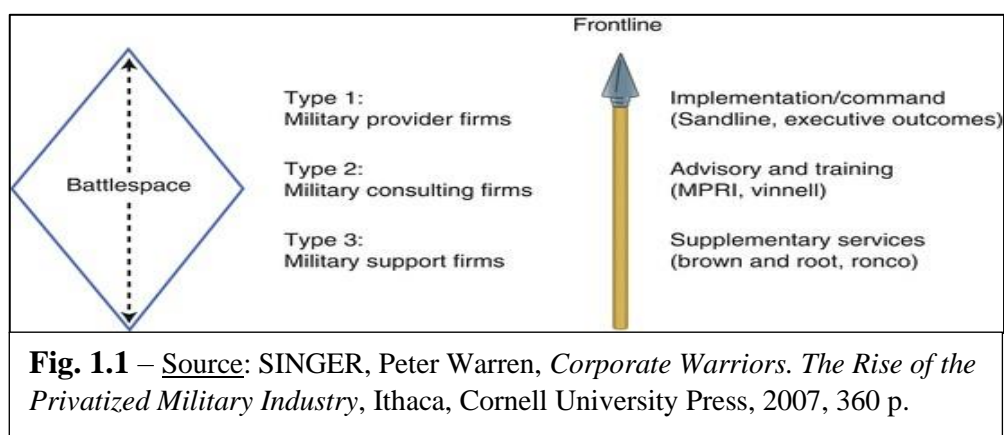 Frontline
Battlespace
Type 1:
Military provider firms
Type 2:
Military consulting firms
Type 3:
Military support firms
Implementation/command
(Sandline, executive outcomes)
Advisory and training
(MPRI, vinnell)
Supplementary services
(brown and root, ronco)
Fig. 1.1 – Source: SINGER, Peter Warren, Corporate Warriors. The Rise of the
Privatized Military Industry, Ithaca, Cornell University Press, 2007, 360 p.